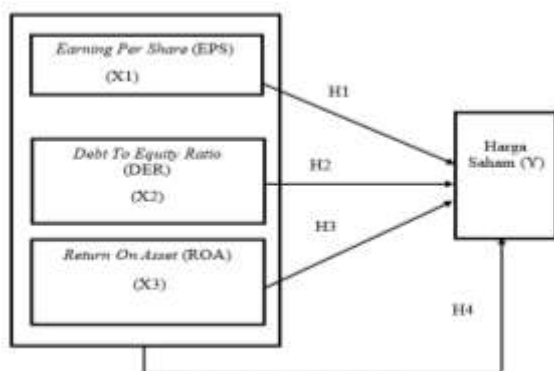 Earning Per Share (EPS)
(X1)
H1
Debt To Equity Ratio
(DER)
(X2)
H2
Harga
Saham (Y)
Return On Asset (ROA)
(X3)
H3
H4